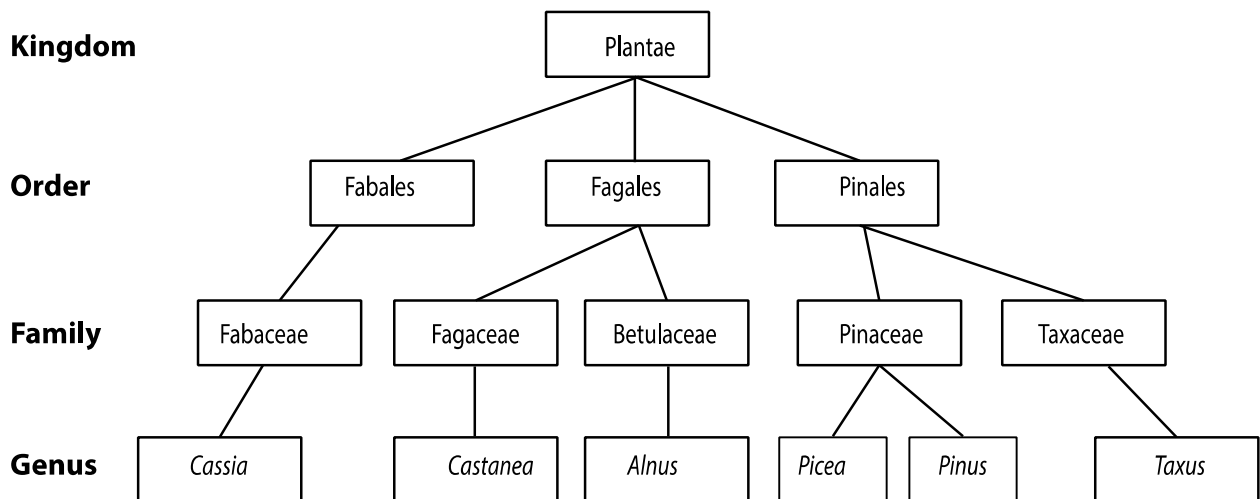 Kingdom Plantae
Order Fabales Fagales Pinales
Family Fabaceae Fagaceae Betulaceae Pinaceae Taxaceae
Genus Cassia Castanea Alnus Picea Pinus Taxus